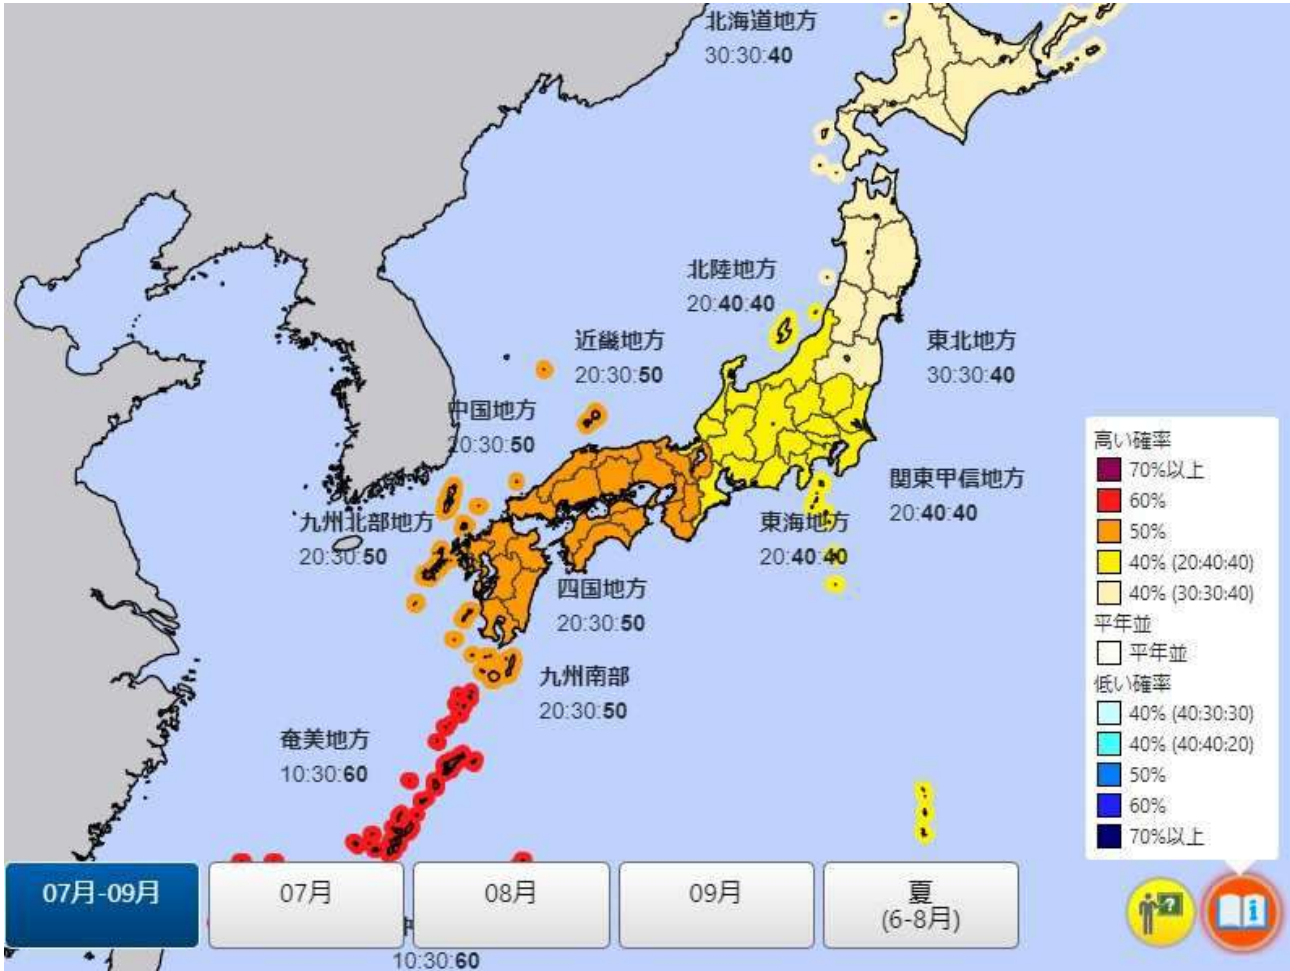 北海道地方
30:30:40
北陸地方
20:40:40
近畿地方
20:30:50
東北地方
30:30:40
中国地方
20:30:50
九州北部地方
20:30:50
東海地方
20:40:40
関東甲信地方
20:40:40
四国地方
20:30:50
九州南部
20:30:50
奄美地方
10:30:60
10:30:60
高い確率
70%以上
60%
50%
40% (20:40:40)
40% (30:30:40)
平年並
平年並
低い確率
40% (40:30:30)
40% (40:40:20)
50%
60%
70%以上
07月-09月
07月
08月
09月
夏
(6-8月)
?
i